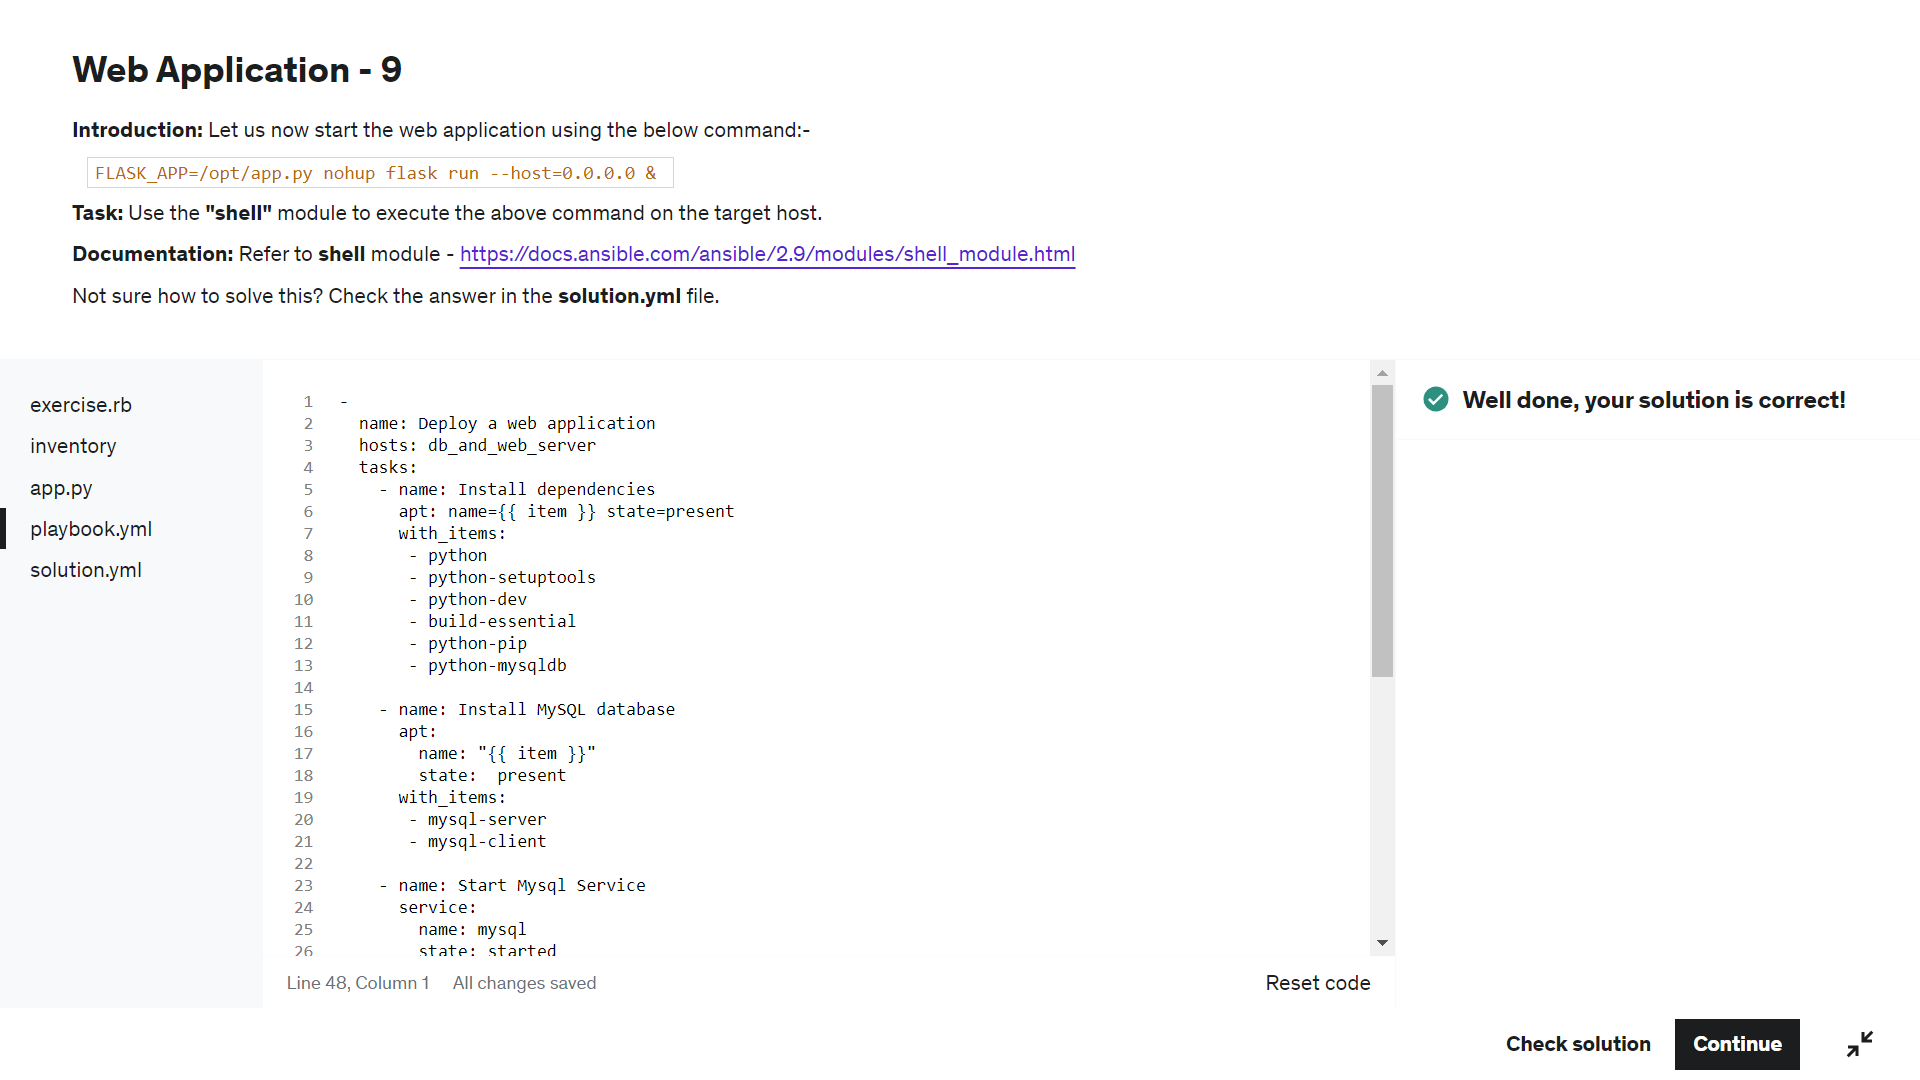 Web Application - 9
Introduction: Let us now start the web application using the below command:-
FLASK_APP=/opt/app.py nohup flask run --host=0.0.0.0 &
Task: Use the "shell" module to execute the above command on the target host.
Documentation: Refer to shell module - https://docs.ansible.com/ansible/2.9/modules/shell_module.html
Not sure how to solve this? Check the answer in the solution.yml file.
exercise.rb
inventory
app.py
playbook.yml
solution.yml
1 -
2 name: Deploy a web application
3 hosts: db_and_web_server
4 tasks:
5 - name: Install dependencies
6 apt: name={{ item }} state=present
7 with_items:
8 - python
9 - python-setuptools
10 - python-dev
11 - build-essential
12 - python-pip
13 - python-mysqldb
14
15 - name: Install MySQL database
16 apt:
17 name: "{{ item }}"
18 state:  present
19 with_items:
20 - mysql-server
21 - mysql-client
22
23 - name: Start Mysql Service
24 service:
25 name: mysql
26 state: started
Line 48, Column 1 All changes saved
Reset code
Well done, your solution is correct!
Check solution
Continue